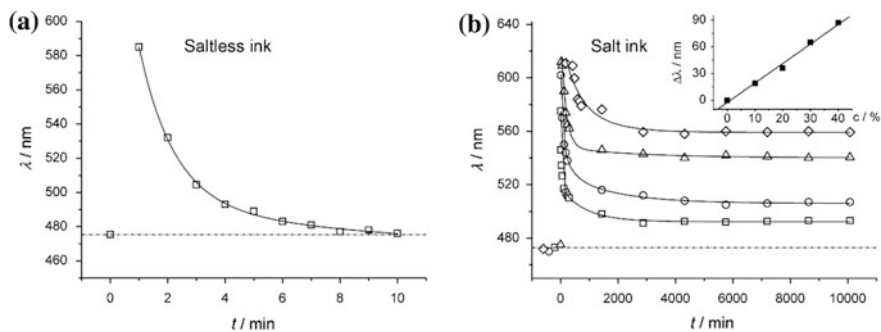 (a)
Saltless ink
λ / nm
600
580
560
540
520
500
480
460
0 2 4 6 8 10
t / min
(b)
Salt ink
λ / nm
640
600
560
520
480
0 2000 4000 6000 8000 10000
t / min
Δλ / nm
90
60
30
0
0 10 20 30 40 c / %